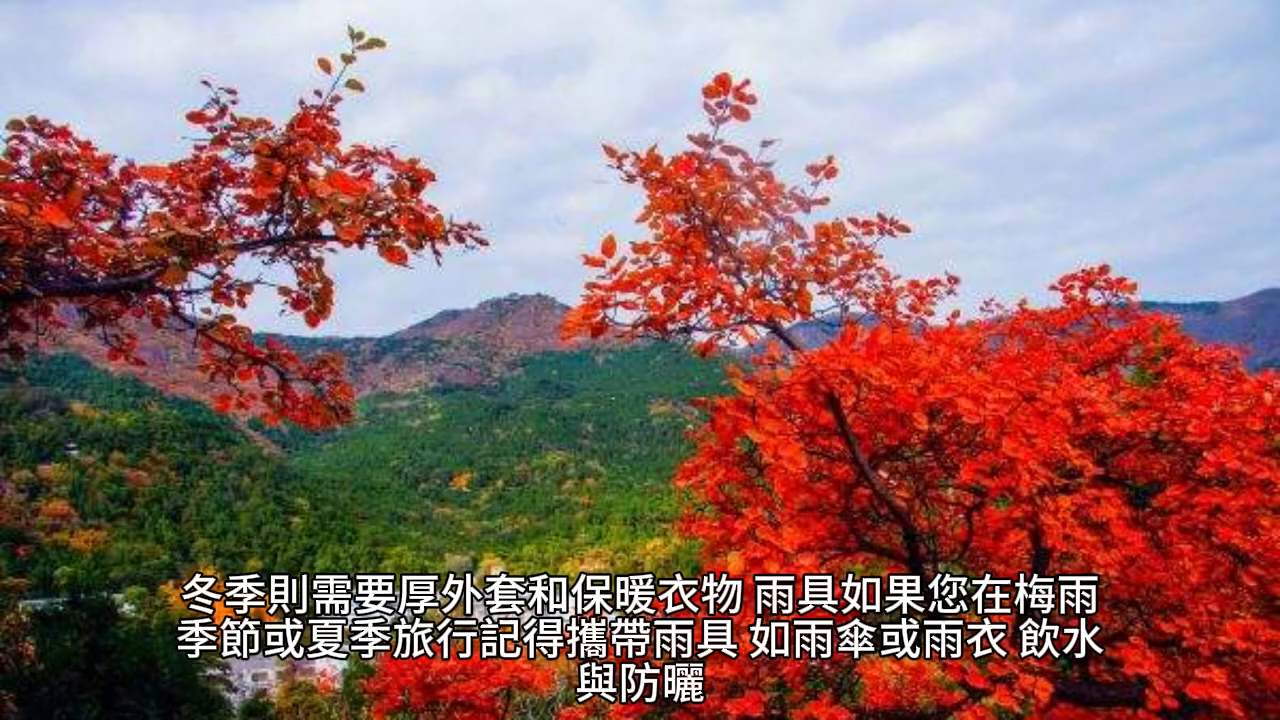 冬季則需要厚外套和保暖衣物 雨具如果您在梅雨
季節或夏季旅行記得攜帶雨具 如雨傘或雨衣 飲水
與防曬